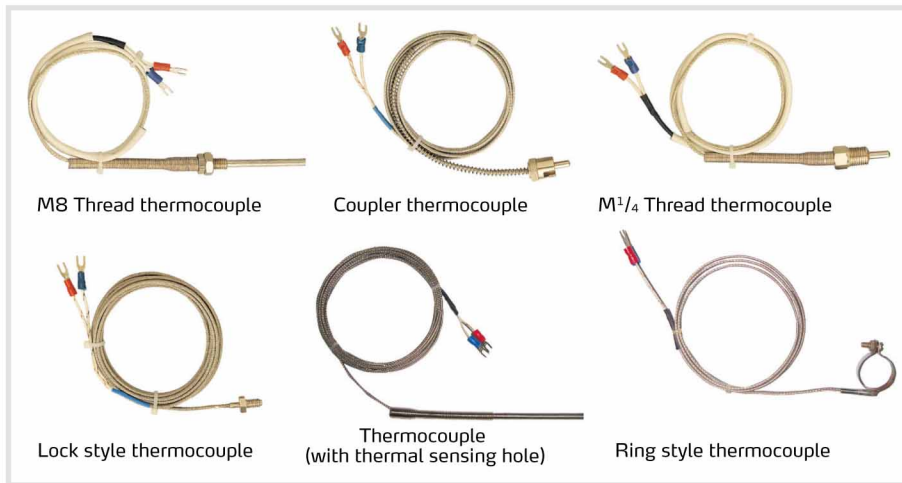 M8 Thread thermocouple
Coupler thermocouple
M1/4 Thread thermocouple
Lock style thermocouple
Thermocouple
(with thermal sensing hole)
Ring style thermocouple